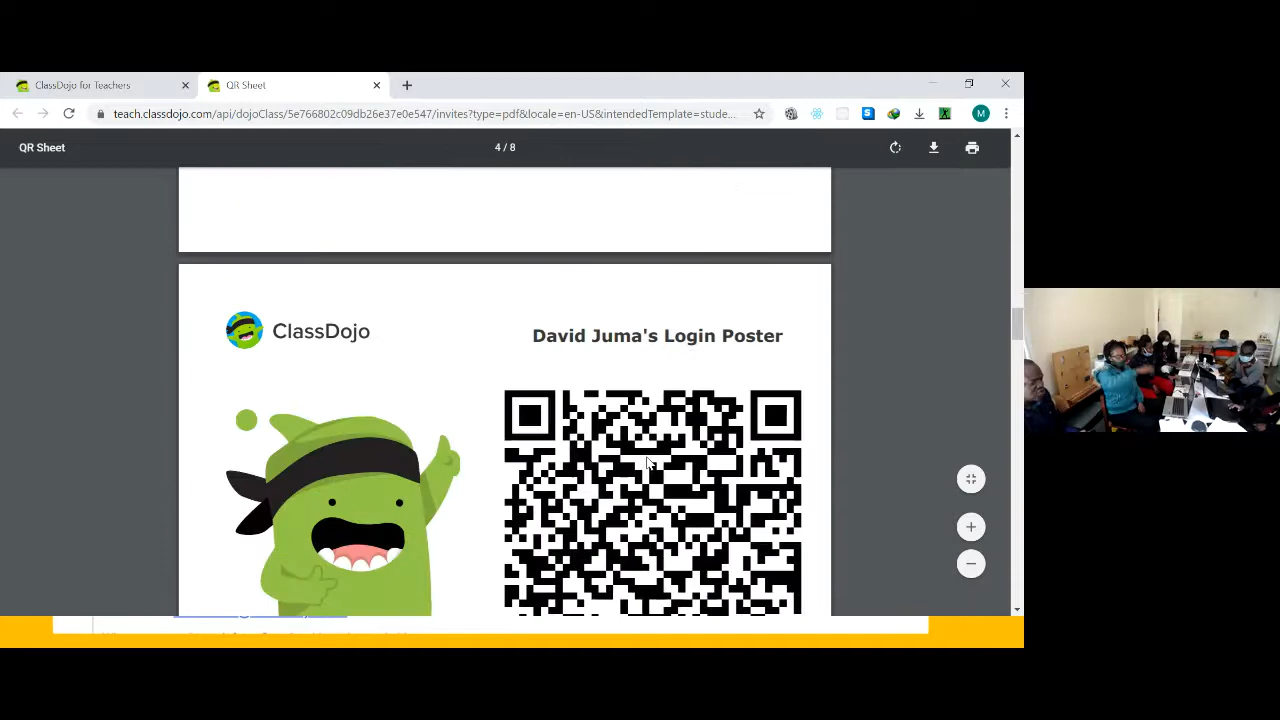 ClassDojo for Teachers
QR Sheet
teach.classdojo.com/api/dojoClass/5e766802c09db26e37e0e547/invites?type=pdf&locale=en-US&intendedTemplate=stude...
M
QR Sheet
4 / 8
ClassDojo
David Juma's Login Poster